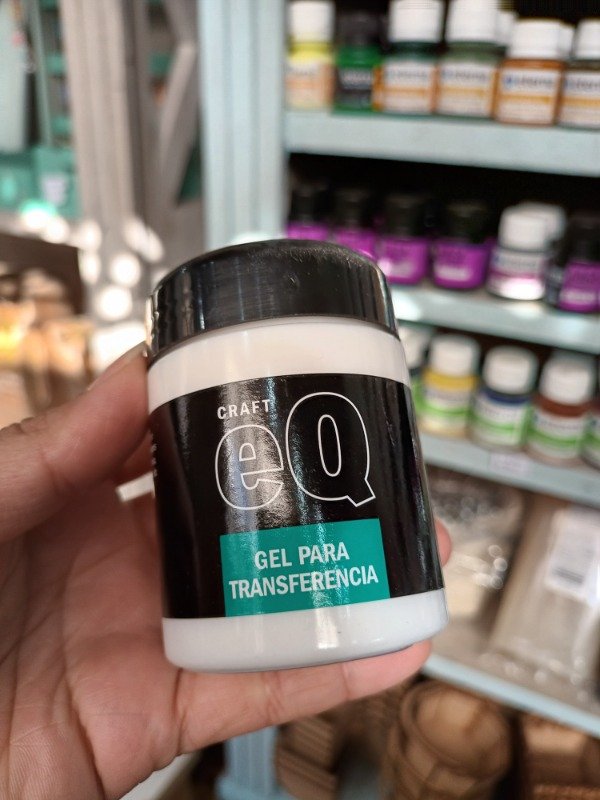 CRAFT
eQ
GEL PARA
TRANSFERENCIA